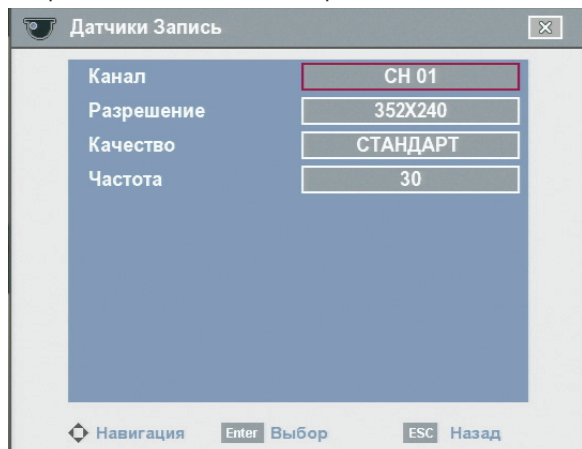 Датчики Запись
Канал CH 01
Разрешение 352X240
Качество СТАНДАРТ
Частота 30
Навигация Enter Выбор ESC Назад